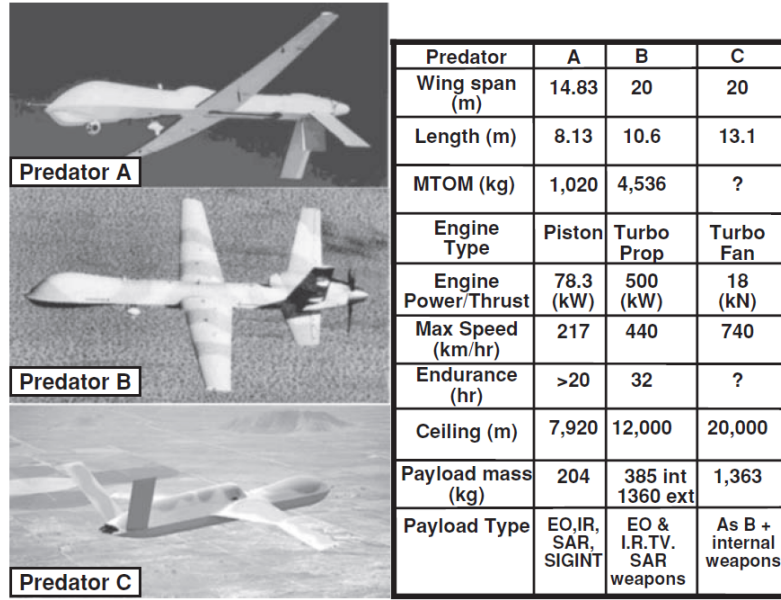 Predator A
Predator B
Predator C
Predator A B C
Wing span (m) 14.83 20 20
Length (m) 8.13 10.6 13.1
MTOM (kg) 1,020 4,536 ?
Engine Type Piston Turbo Prop Turbo Fan
Engine Power/Thrust 78.3 (kW) 500 (kW) 18 (kN)
Max Speed (km/hr) 217 440 740
Endurance (hr) >20 32 ?
Ceiling (m) 7,920 12,000 20,000
Payload mass (kg) 204 385 int 1360 ext 1,363
Payload Type EO,IR, SAR, SIGINT EO & I.R.TV. SAR weapons As B + internal weapons